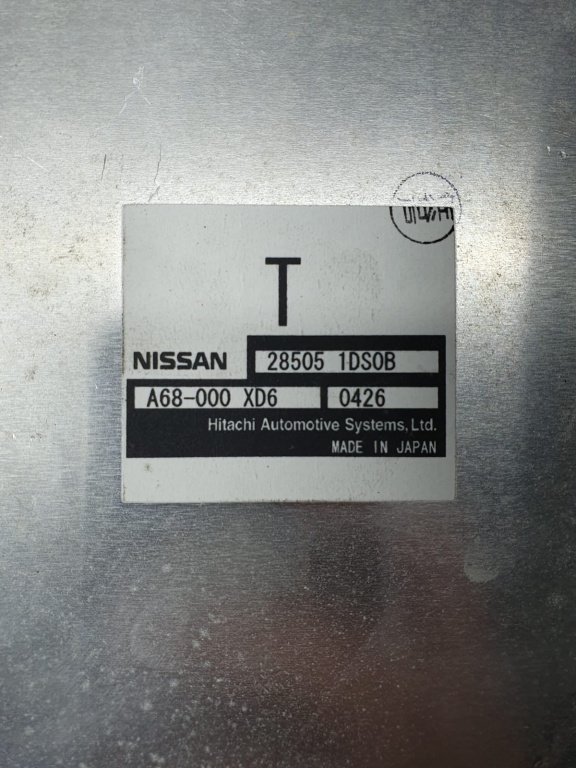 T
NISSAN 28505 1DS0B
A68-000 XD6 0426
Hitachi Automotive Systems, Ltd.
MADE IN JAPAN